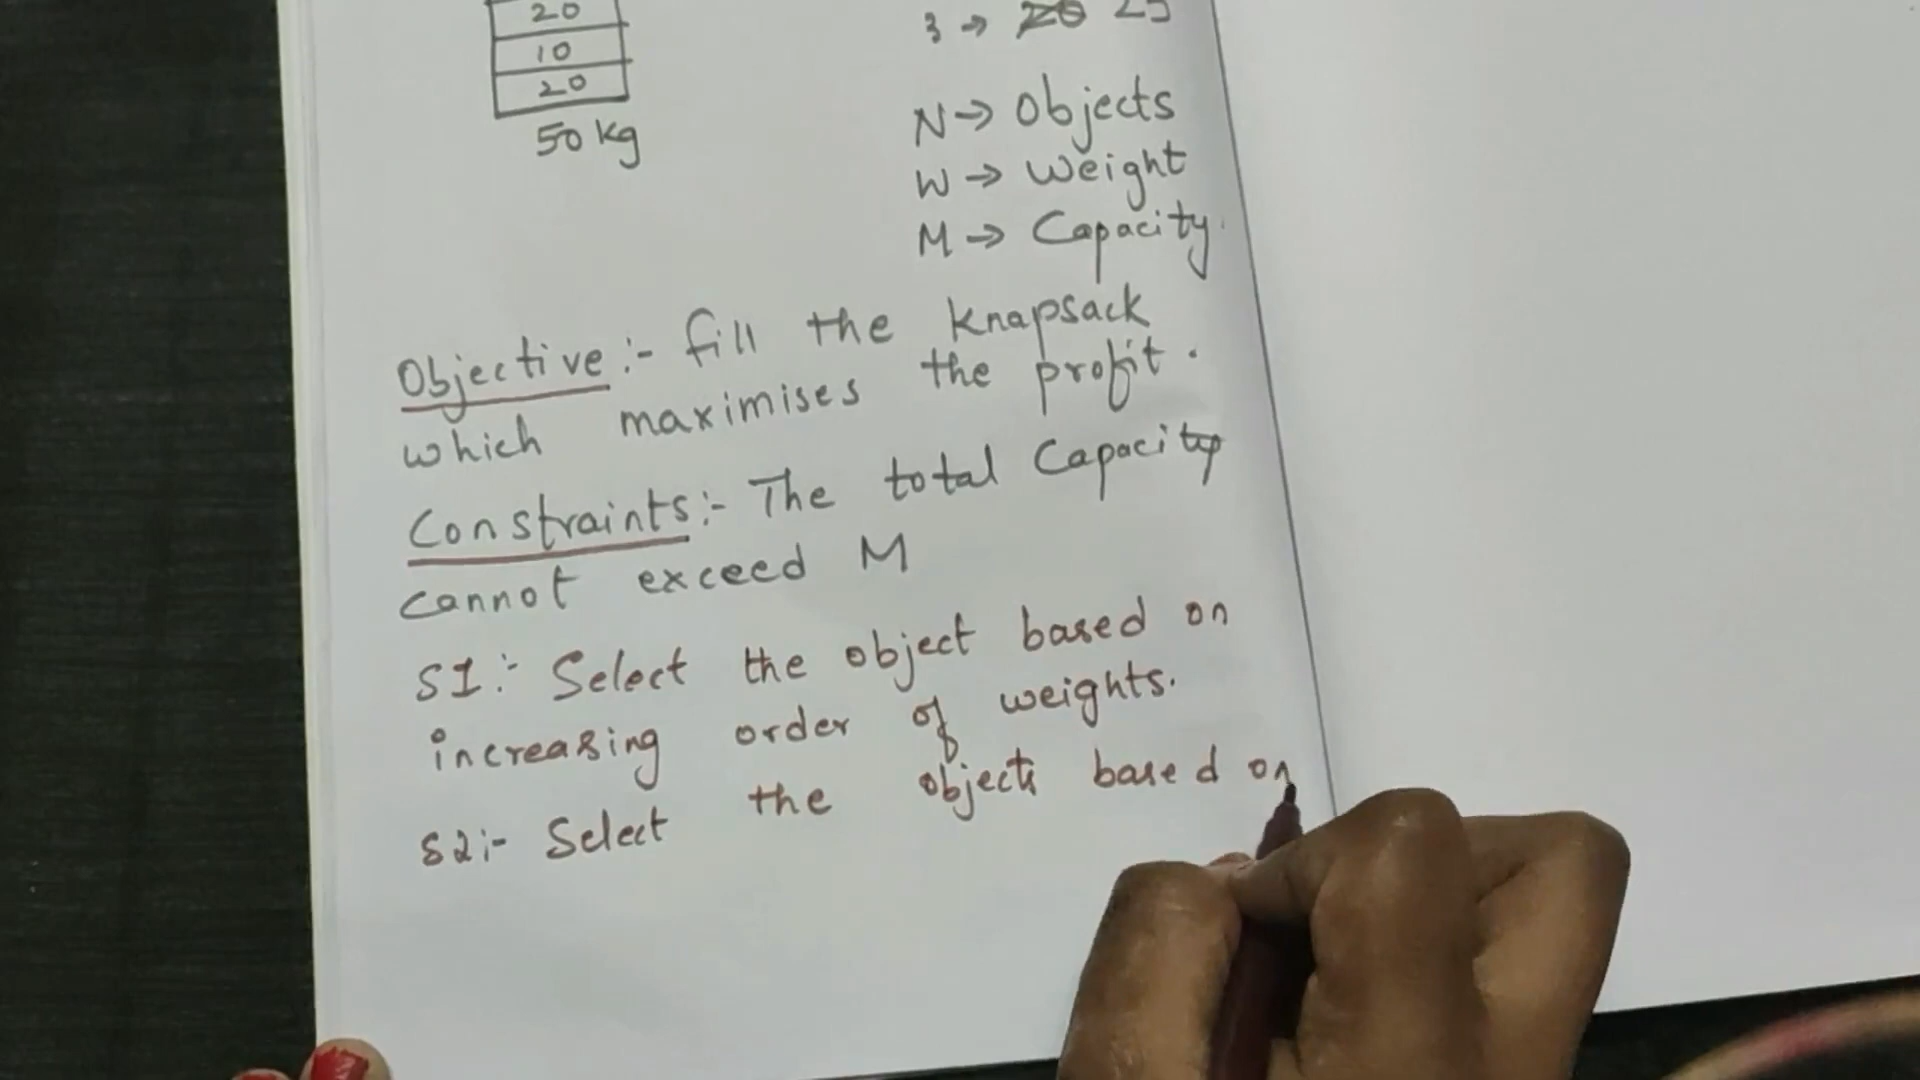 20
10
20
50 kg
3 → 20 25
N → Objects
W → Weight
M → Capacity.
Objective :- fill the knapsack
which maximises the profit.
Constraints :- The total Capacity
cannot exceed M
S1 :- Select the object based on
increasing order of weights.
S2 :- Select the objects based on